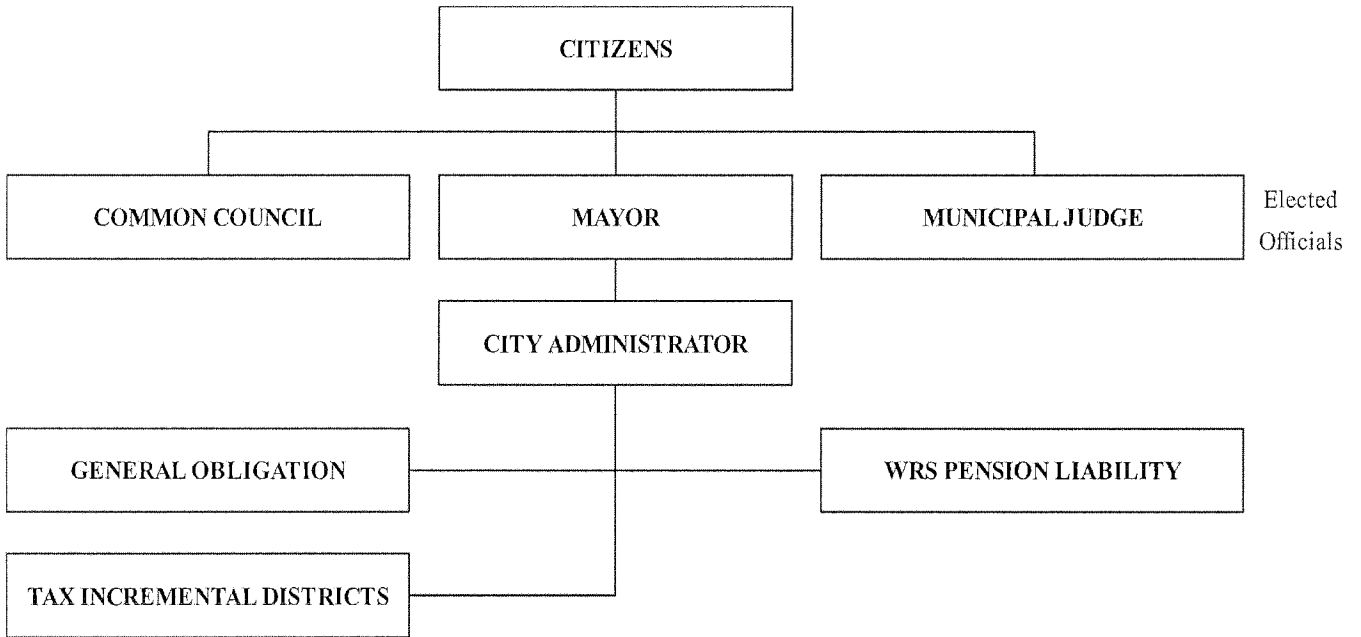 CITIZENS
COMMON COUNCIL
MAYOR
MUNICIPAL JUDGE
Elected
Officials
CITY ADMINISTRATOR
GENERAL OBLIGATION
WRS PENSION LIABILITY
TAX INCREMENTAL DISTRICTS